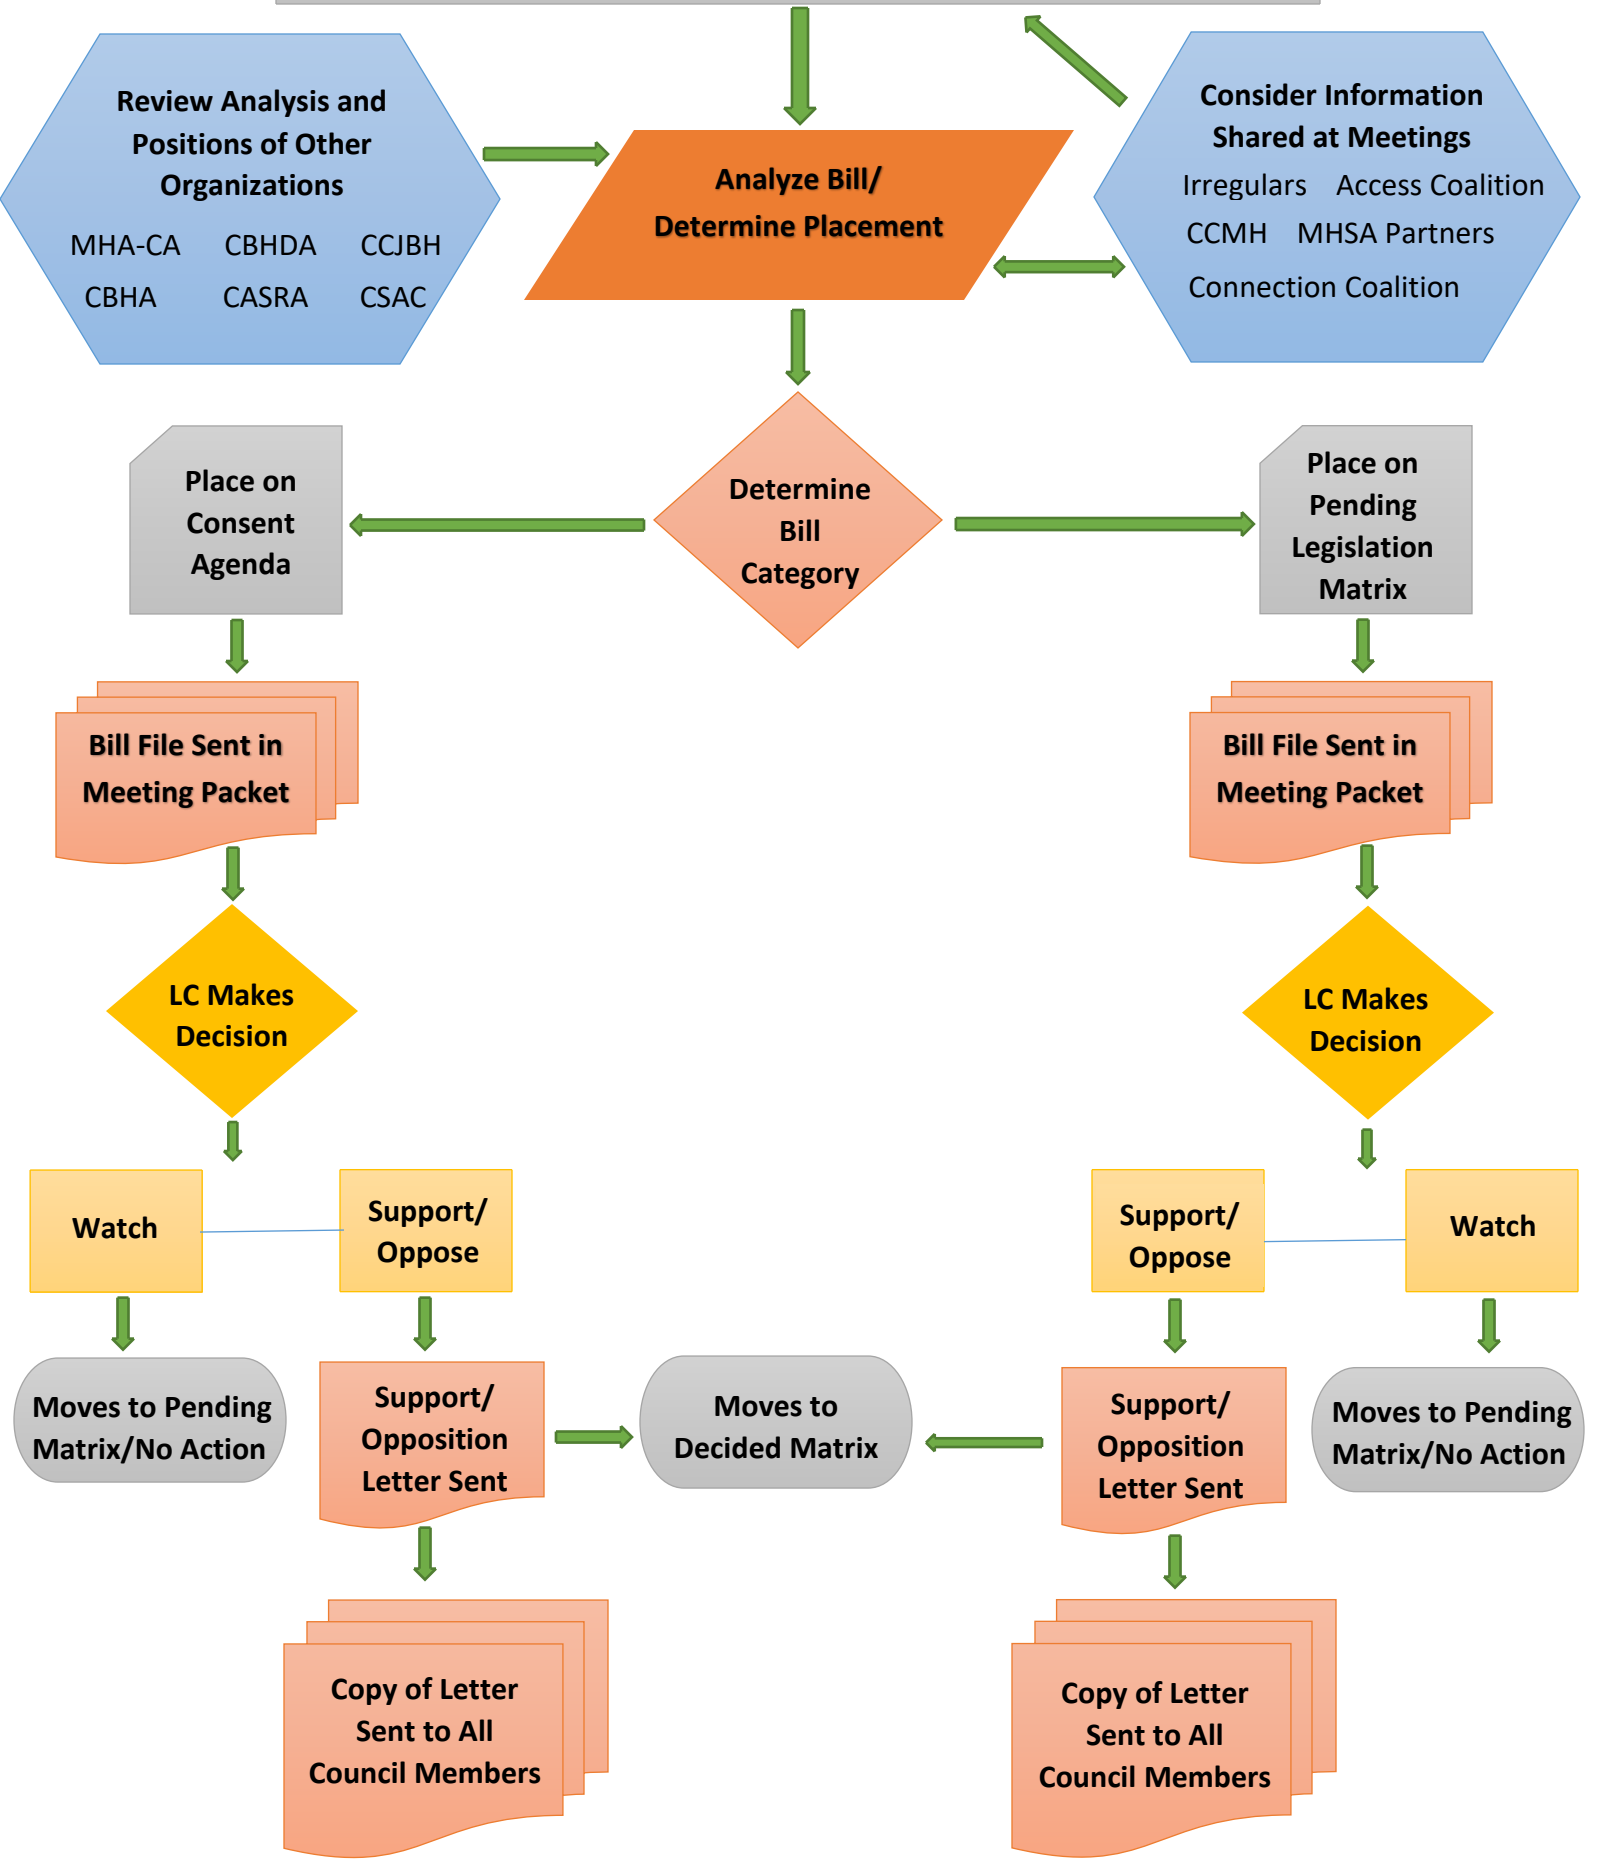 Review Analysis and
Positions of Other
Organizations
MHA-CA CBHDA CCJBH
CBHA CASRA CSAC
Analyze Bill/
Determine Placement
Consider Information
Shared at Meetings
Irregulars Access Coalition
CCMH MHSA Partners
Connection Coalition
Place on
Consent
Agenda
Determine
Bill
Category
Place on
Pending
Legislation
Matrix
Bill File Sent in
Meeting Packet
Bill File Sent in
Meeting Packet
LC Makes
Decision
LC Makes
Decision
Watch
Support/
Oppose
Support/
Oppose
Watch
Moves to Pending
Matrix/No Action
Support/
Opposition
Letter Sent
Moves to
Decided Matrix
Support/
Opposition
Letter Sent
Moves to Pending
Matrix/No Action
Copy of Letter
Sent to All
Council Members
Copy of Letter
Sent to All
Council Members